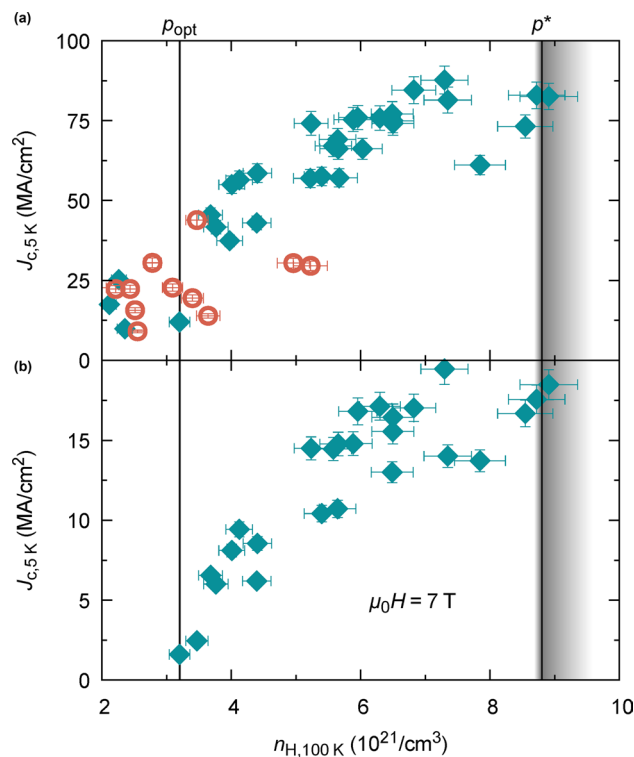 (a)
p_opt p*
100
75
50
25
0
J_c,5 K (MA/cm²)
(b)
15
10
5
0
J_c,5 K (MA/cm²)
μ₀H = 7 T
2 4 6 8 10
n_H,100 K (10²¹/cm³)